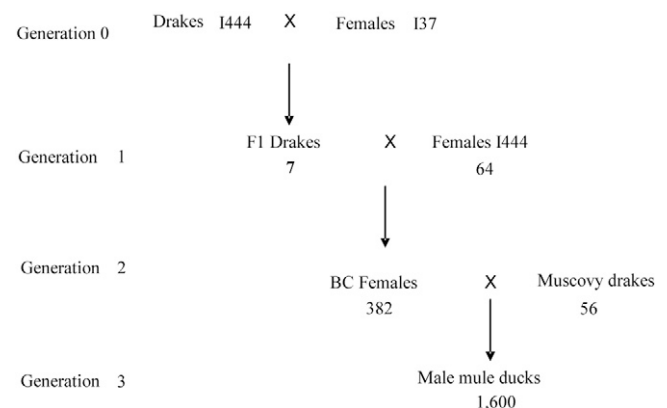 Generation 0 Drakes I444 X Females I37
F1 Drakes X Females I444
Generation 1 7 64
Generation 2
BC Females X Muscovy drakes
382 56
Generation 3 Male mule ducks
1,600